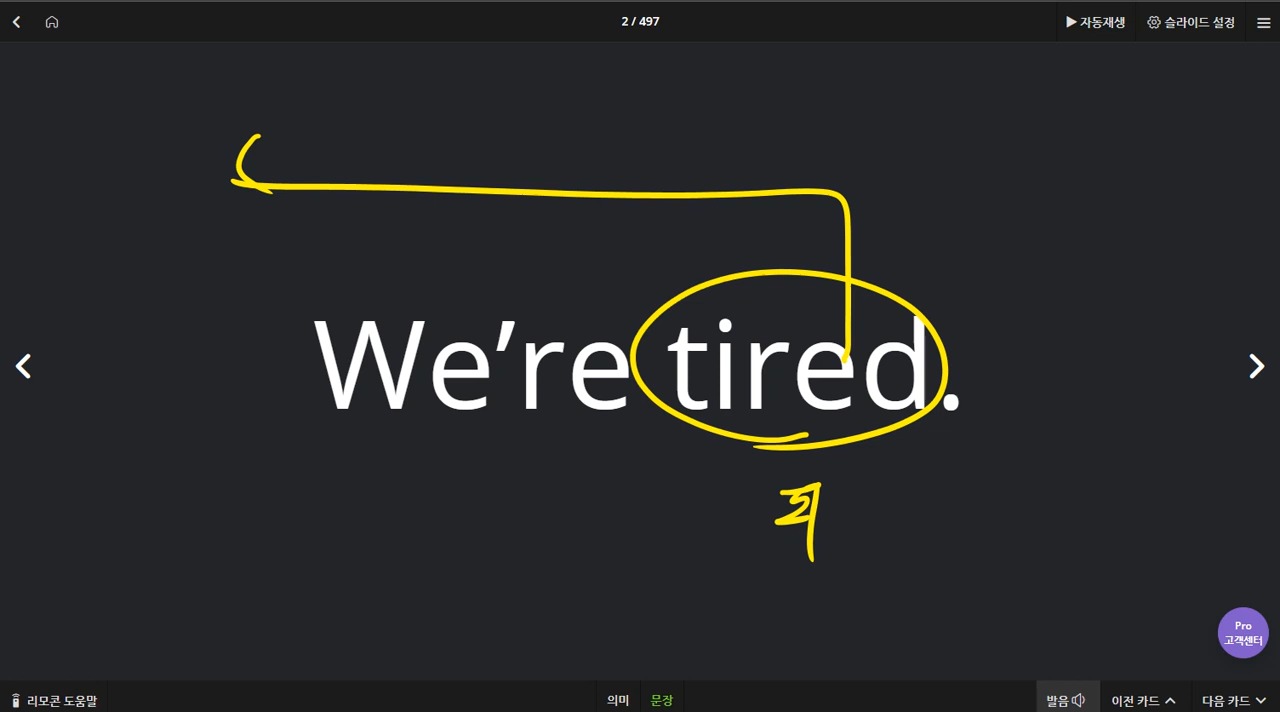 2 / 497
자동재생
슬라이드 설정
We’re tired.
Pro
고객센터
리모콘 도움말
의미
문장
발음
이전 카드
다음 카드